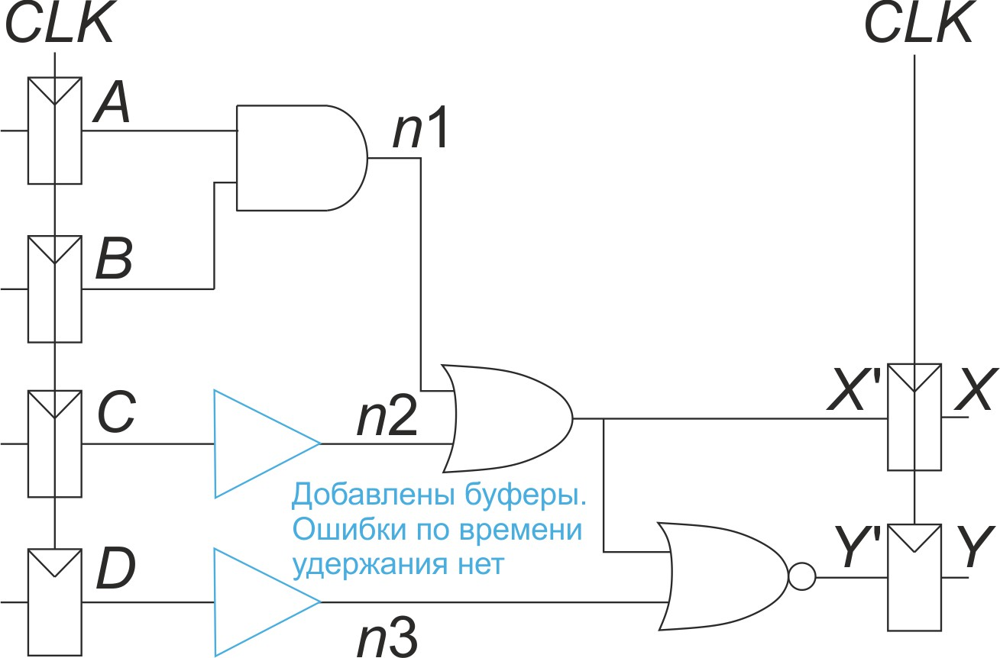 CLK
CLK
A
n1
B
C
n2
X'
X
Добавлены буферы.
Ошибки по времени
удержания нет
D
Y'
Y
n3